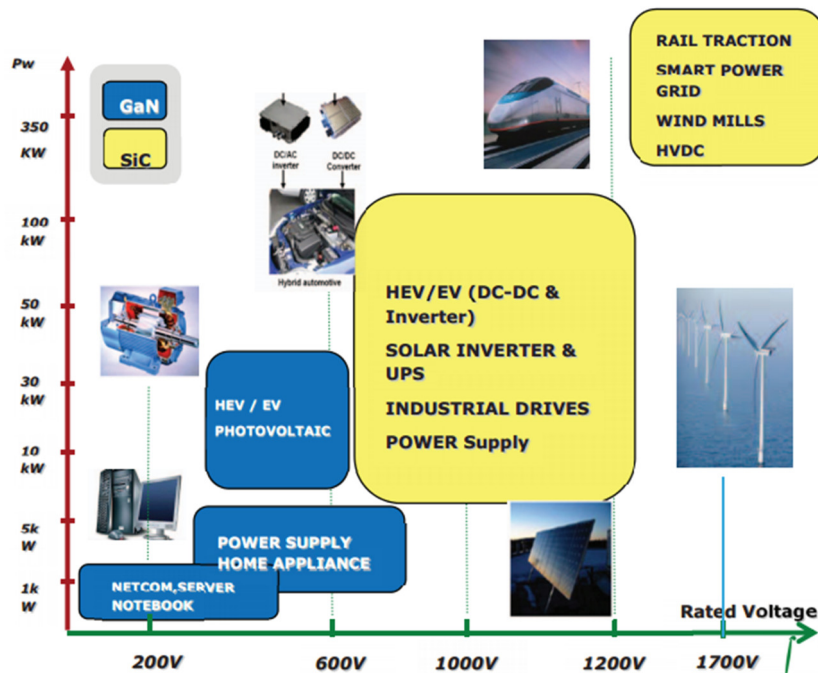 Pw
GaN
SiC
350
KW
100
kW
50
kW
30
kW
10
kW
5k
W
1k
W
DC/AC
inverter
DC/DC
Converter
Hybrid automotive
RAIL TRACTION
SMART POWER
GRID
WIND MILLS
HVDC
HEV/EV (DC-DC &
Inverter)
SOLAR INVERTER &
UPS
INDUSTRIAL DRIVES
POWER Supply
HEV / EV
PHOTOVOLTAIC
POWER SUPPLY
HOME APPLIANCE
NETCOM,SERVER
NOTEBOOK
Rated Voltage
200V
600V
1000V
1200V
1700V